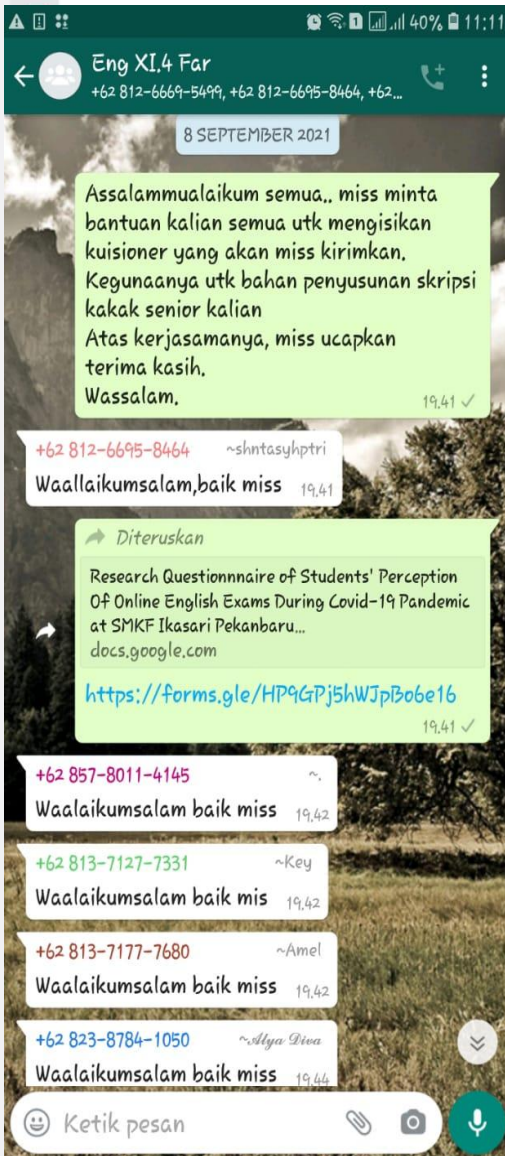 40% 11:11
Eng XI.4 Far
+62 812-6669-5499, +62 812-6695-8464, +62...
8 SEPTEMBER 2021
Assalammualaikum semua.. miss minta
bantuan kalian semua utk mengisikan
kuisioner yang akan miss kirimkan.
Kegunaanya utk bahan penyusunan skripsi
kakak senior kalian
Atas kerjasamanya, miss ucapkan
terima kasih.
Wassalam.
19.41
+62 812-6695-8464 ~shntasyhptri
Waallaikumsalam,baik miss 19.41
Diteruskan
Research Questionnnaire of Students' Perception
Of Online English Exams During Covid-19 Pandemic
at SMKF Ikasari Pekanbaru...
docs.google.com
https://forms.gle/HP9GPj5hWJpBo6e16
19.41
+62 857-8011-4145 ~.
Waalaikumsalam baik miss 19.42
+62 813-7127-7331 ~Key
Waalaikumsalam baik mis 19.42
+62 813-7177-7680 ~Amel
Waalaikumsalam baik miss 19.42
+62 823-8784-1050 ~Alya Diva
Waalaikumsalam baik miss 19.44
Ketik pesan